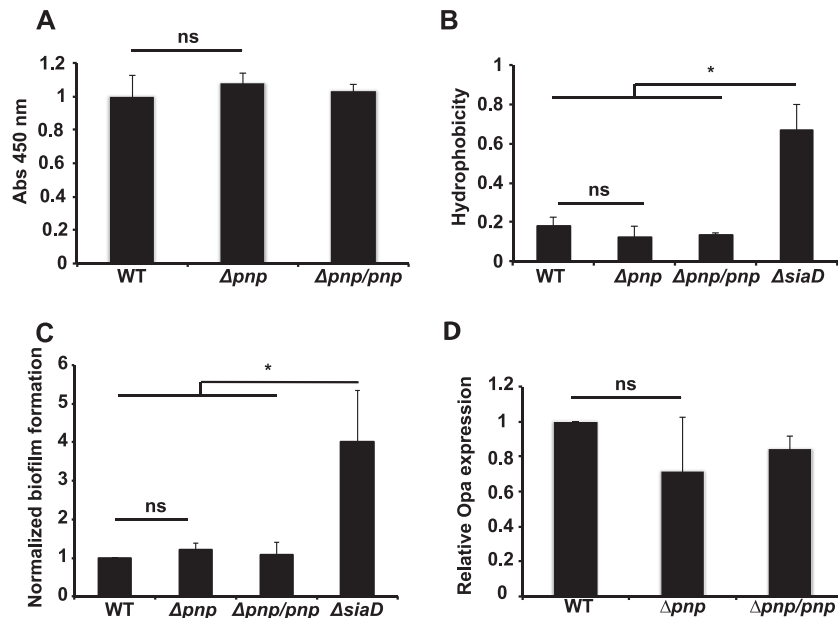 A
ns
Abs 450 nm
1.2
1
0.8
0.6
0.4
0.2
0
WT
Δpnp
Δpnp/pnp
B
*
ns
Hydrophobicity
1
0.8
0.6
0.4
0.2
0
WT
Δpnp
Δpnp/pnp
ΔsiaD
C
*
ns
Normalized biofilm formation
6
5
4
3
2
1
0
WT
Δpnp
Δpnp/pnp
ΔsiaD
D
ns
Relative Opa expression
1.2
1
0.8
0.6
0.4
0.2
0
WT
Δpnp
Δpnp/pnp